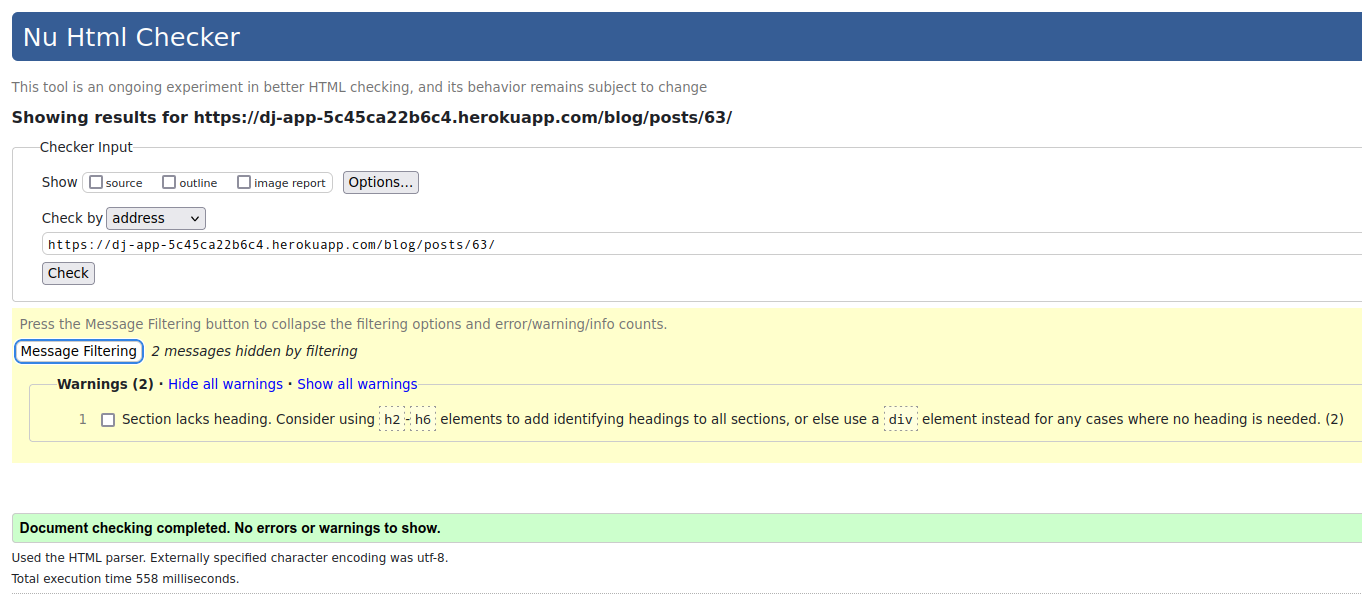 Nu Html Checker
This tool is an ongoing experiment in better HTML checking, and its behavior remains subject to change
Showing results for https://dj-app-5c45ca22b6c4.herokuapp.com/blog/posts/63/
Checker Input
Show source outline image report Options...
Check by address
https://dj-app-5c45ca22b6c4.herokuapp.com/blog/posts/63/
Check
Press the Message Filtering button to collapse the filtering options and error/warning/info counts.
Message Filtering 2 messages hidden by filtering
Warnings (2) · Hide all warnings · Show all warnings
1 Section lacks heading. Consider using h2-h6 elements to add identifying headings to all sections, or else use a div element instead for any cases where no heading is needed. (2)
Document checking completed. No errors or warnings to show.
Used the HTML parser. Externally specified character encoding was utf-8.
Total execution time 558 milliseconds.